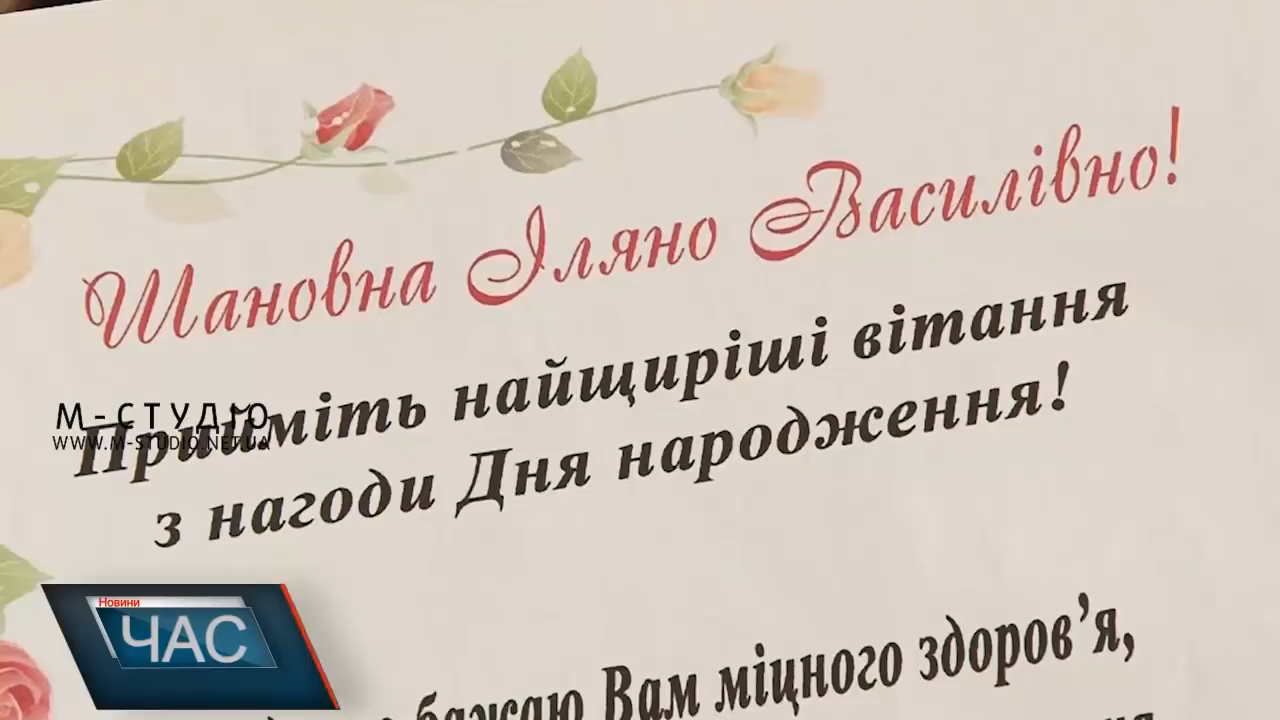 Шановна Іляно Василівно!
Прийміть найщиріші вітання
з нагоди Дня народження!
бажаю Вам міцного здоров’я,
М-СТУДІО
WWW.M-STUDIO.NET.UA
Новини
ЧАС